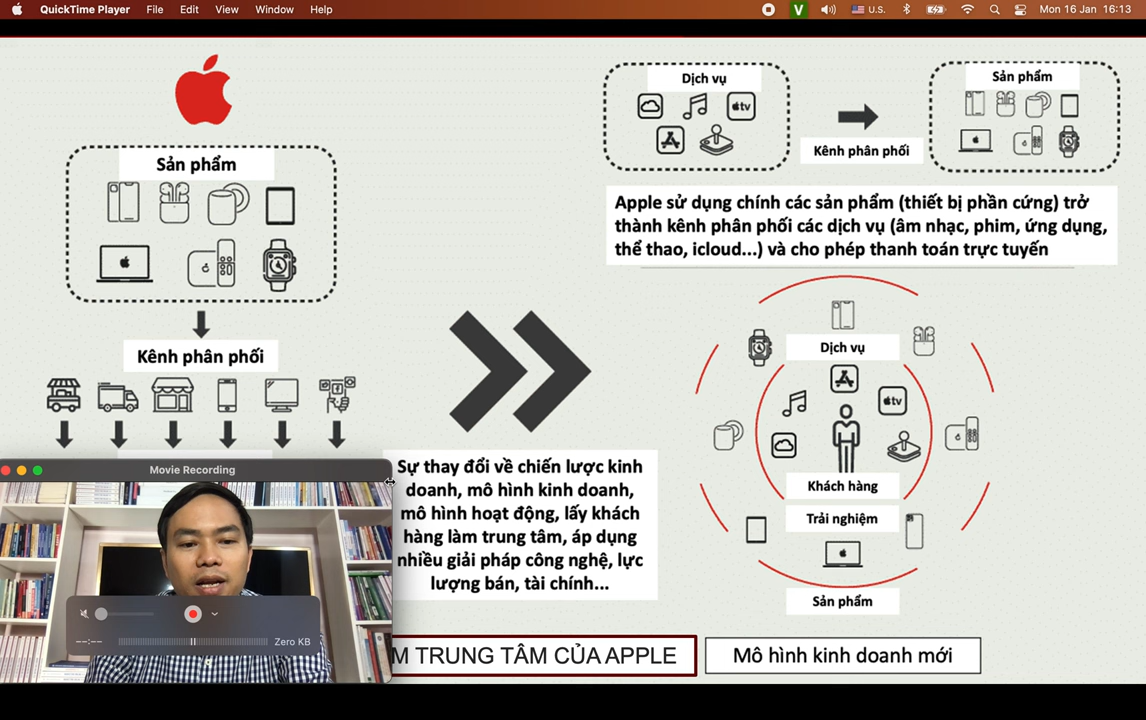 QuickTime Player File Edit View Window Help
V U.S. Mon 16 Jan 16:13
Sản phẩm
Kênh phân phối
Dịch vụ
tv
Kênh phân phối
Sản phẩm
Apple sử dụng chính các sản phẩm (thiết bị phần cứng) trở
thành kênh phân phối các dịch vụ (âm nhạc, phim, ứng dụng,
thể thao, icloud...) và cho phép thanh toán trực tuyến
Dịch vụ
tv
Khách hàng
Trải nghiệm
Sản phẩm
Sự thay đổi về chiến lược kinh
doanh, mô hình kinh doanh,
mô hình hoạt động, lấy khách
hàng làm trung tâm, áp dụng
nhiều giải pháp công nghệ, lực
lượng bán, tài chính...
Movie Recording
--:--
Zero KB
M TRUNG TÂM CỦA APPLE
Mô hình kinh doanh mới